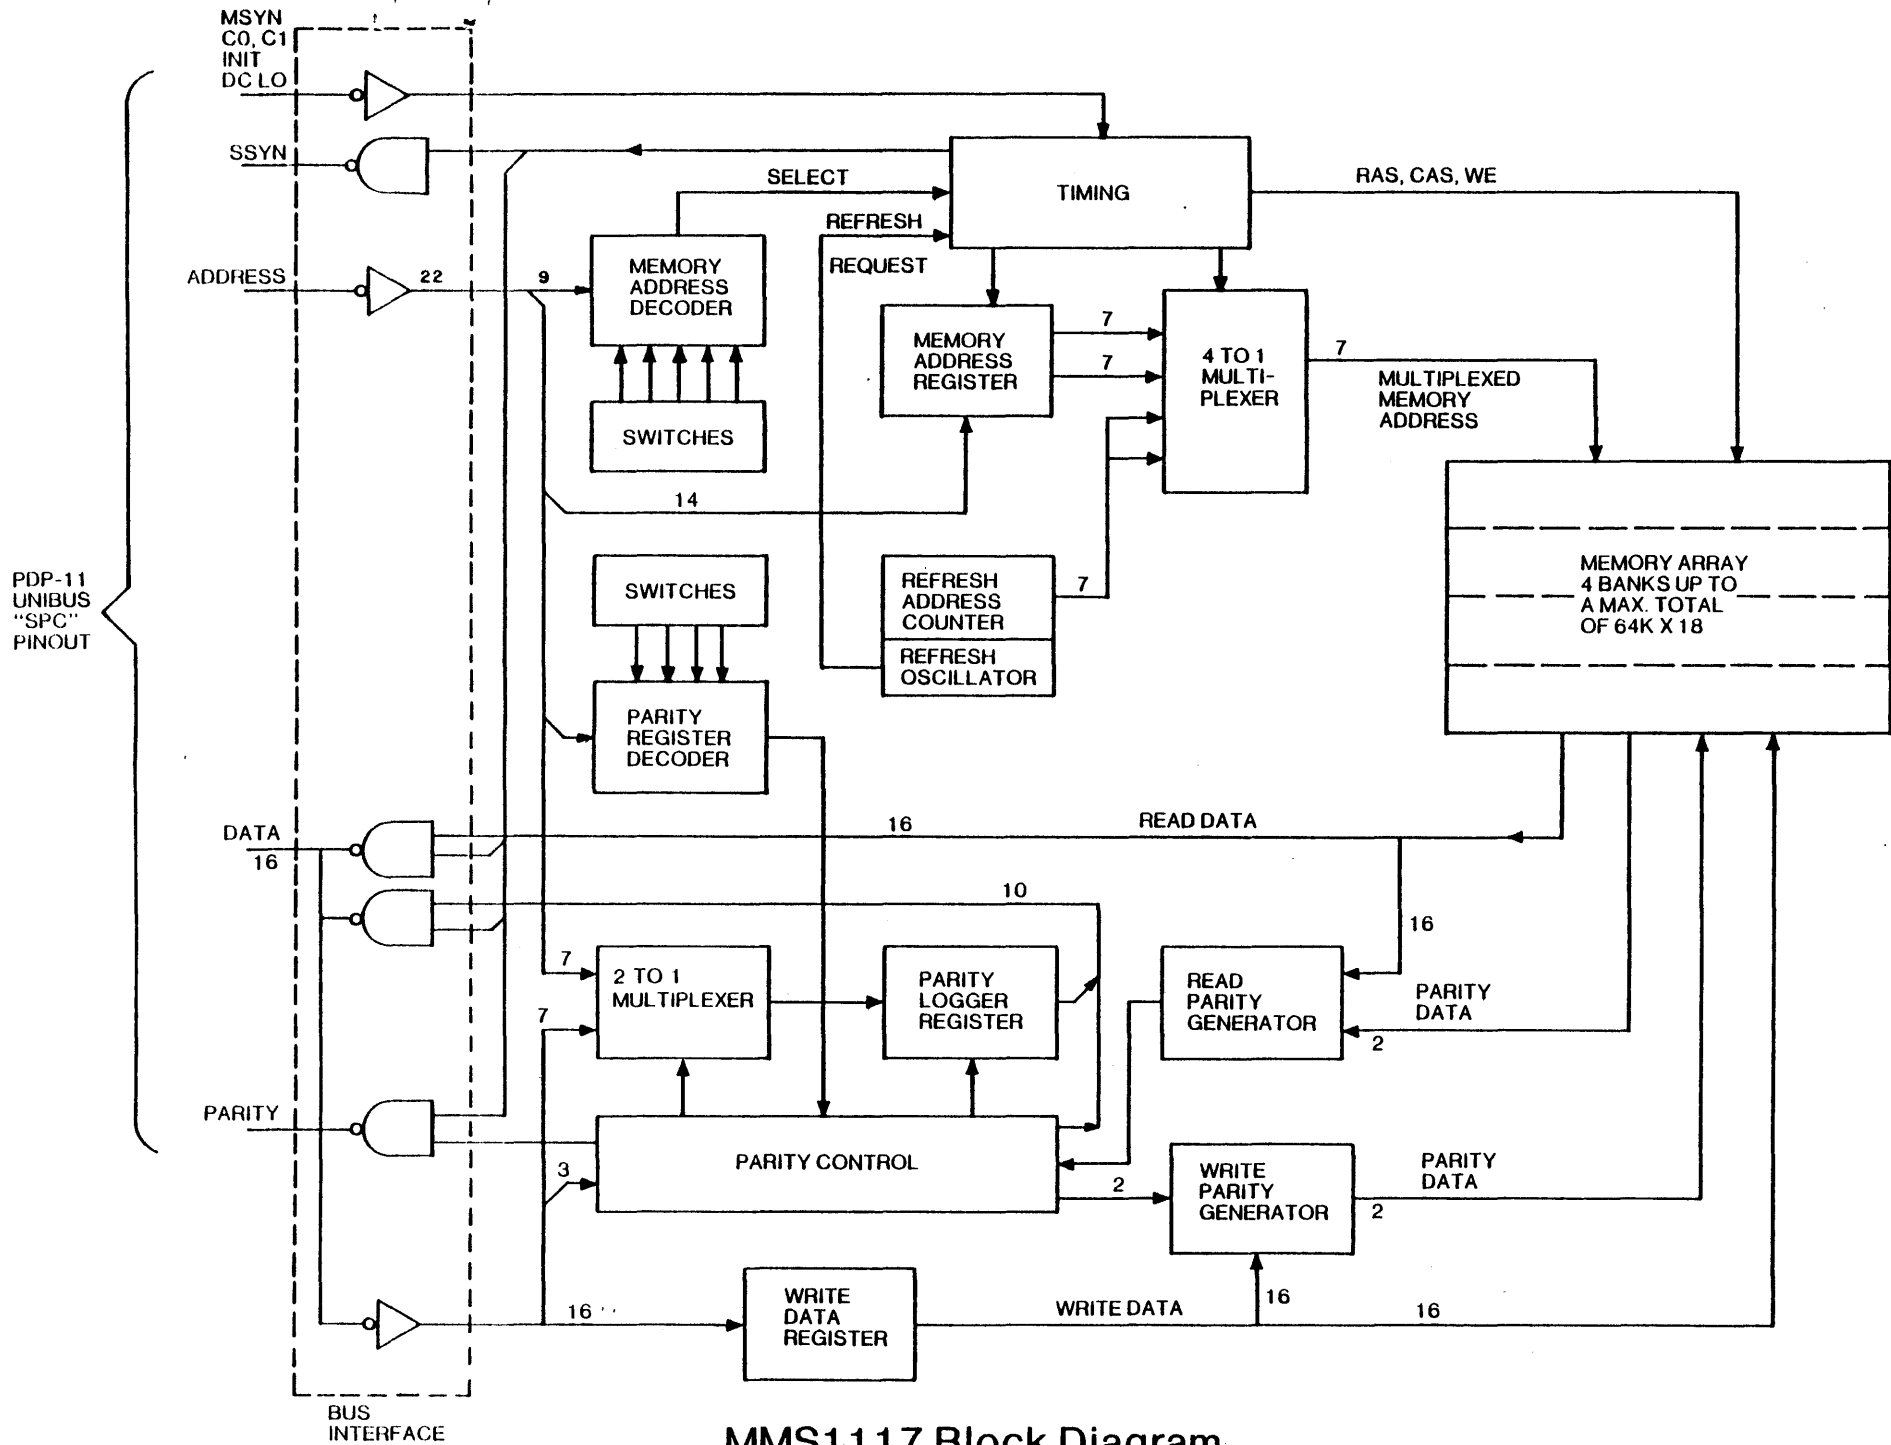 MSYN
C0, C1
INIT
DC LO
SSYN
SELECT
TIMING
RAS, CAS, WE
REFRESH
REQUEST
ADDRESS
22
9
MEMORY
ADDRESS
DECODER
SWITCHES
MEMORY
ADDRESS
REGISTER
7
7
4 TO 1
MULTI-
PLEXER
7
MULTIPLEXED
MEMORY
ADDRESS
14
PDP-11
UNIBUS
"SPC"
PINOUT
SWITCHES
REFRESH
ADDRESS
COUNTER
7
REFRESH
OSCILLATOR
MEMORY ARRAY
4 BANKS UP TO
A MAX. TOTAL
OF 64K X 18
PARITY
REGISTER
DECODER
DATA
16
16
READ DATA
10
16
7
2 TO 1
MULTIPLEXER
7
PARITY
LOGGER
REGISTER
READ
PARITY
GENERATOR
PARITY
DATA
2
PARITY
PARITY CONTROL
3
2
WRITE
PARITY
GENERATOR
PARITY
DATA
2
16
WRITE
DATA
REGISTER
WRITE DATA
16
16
BUS
INTERFACE
MMS1117 Block Diagram